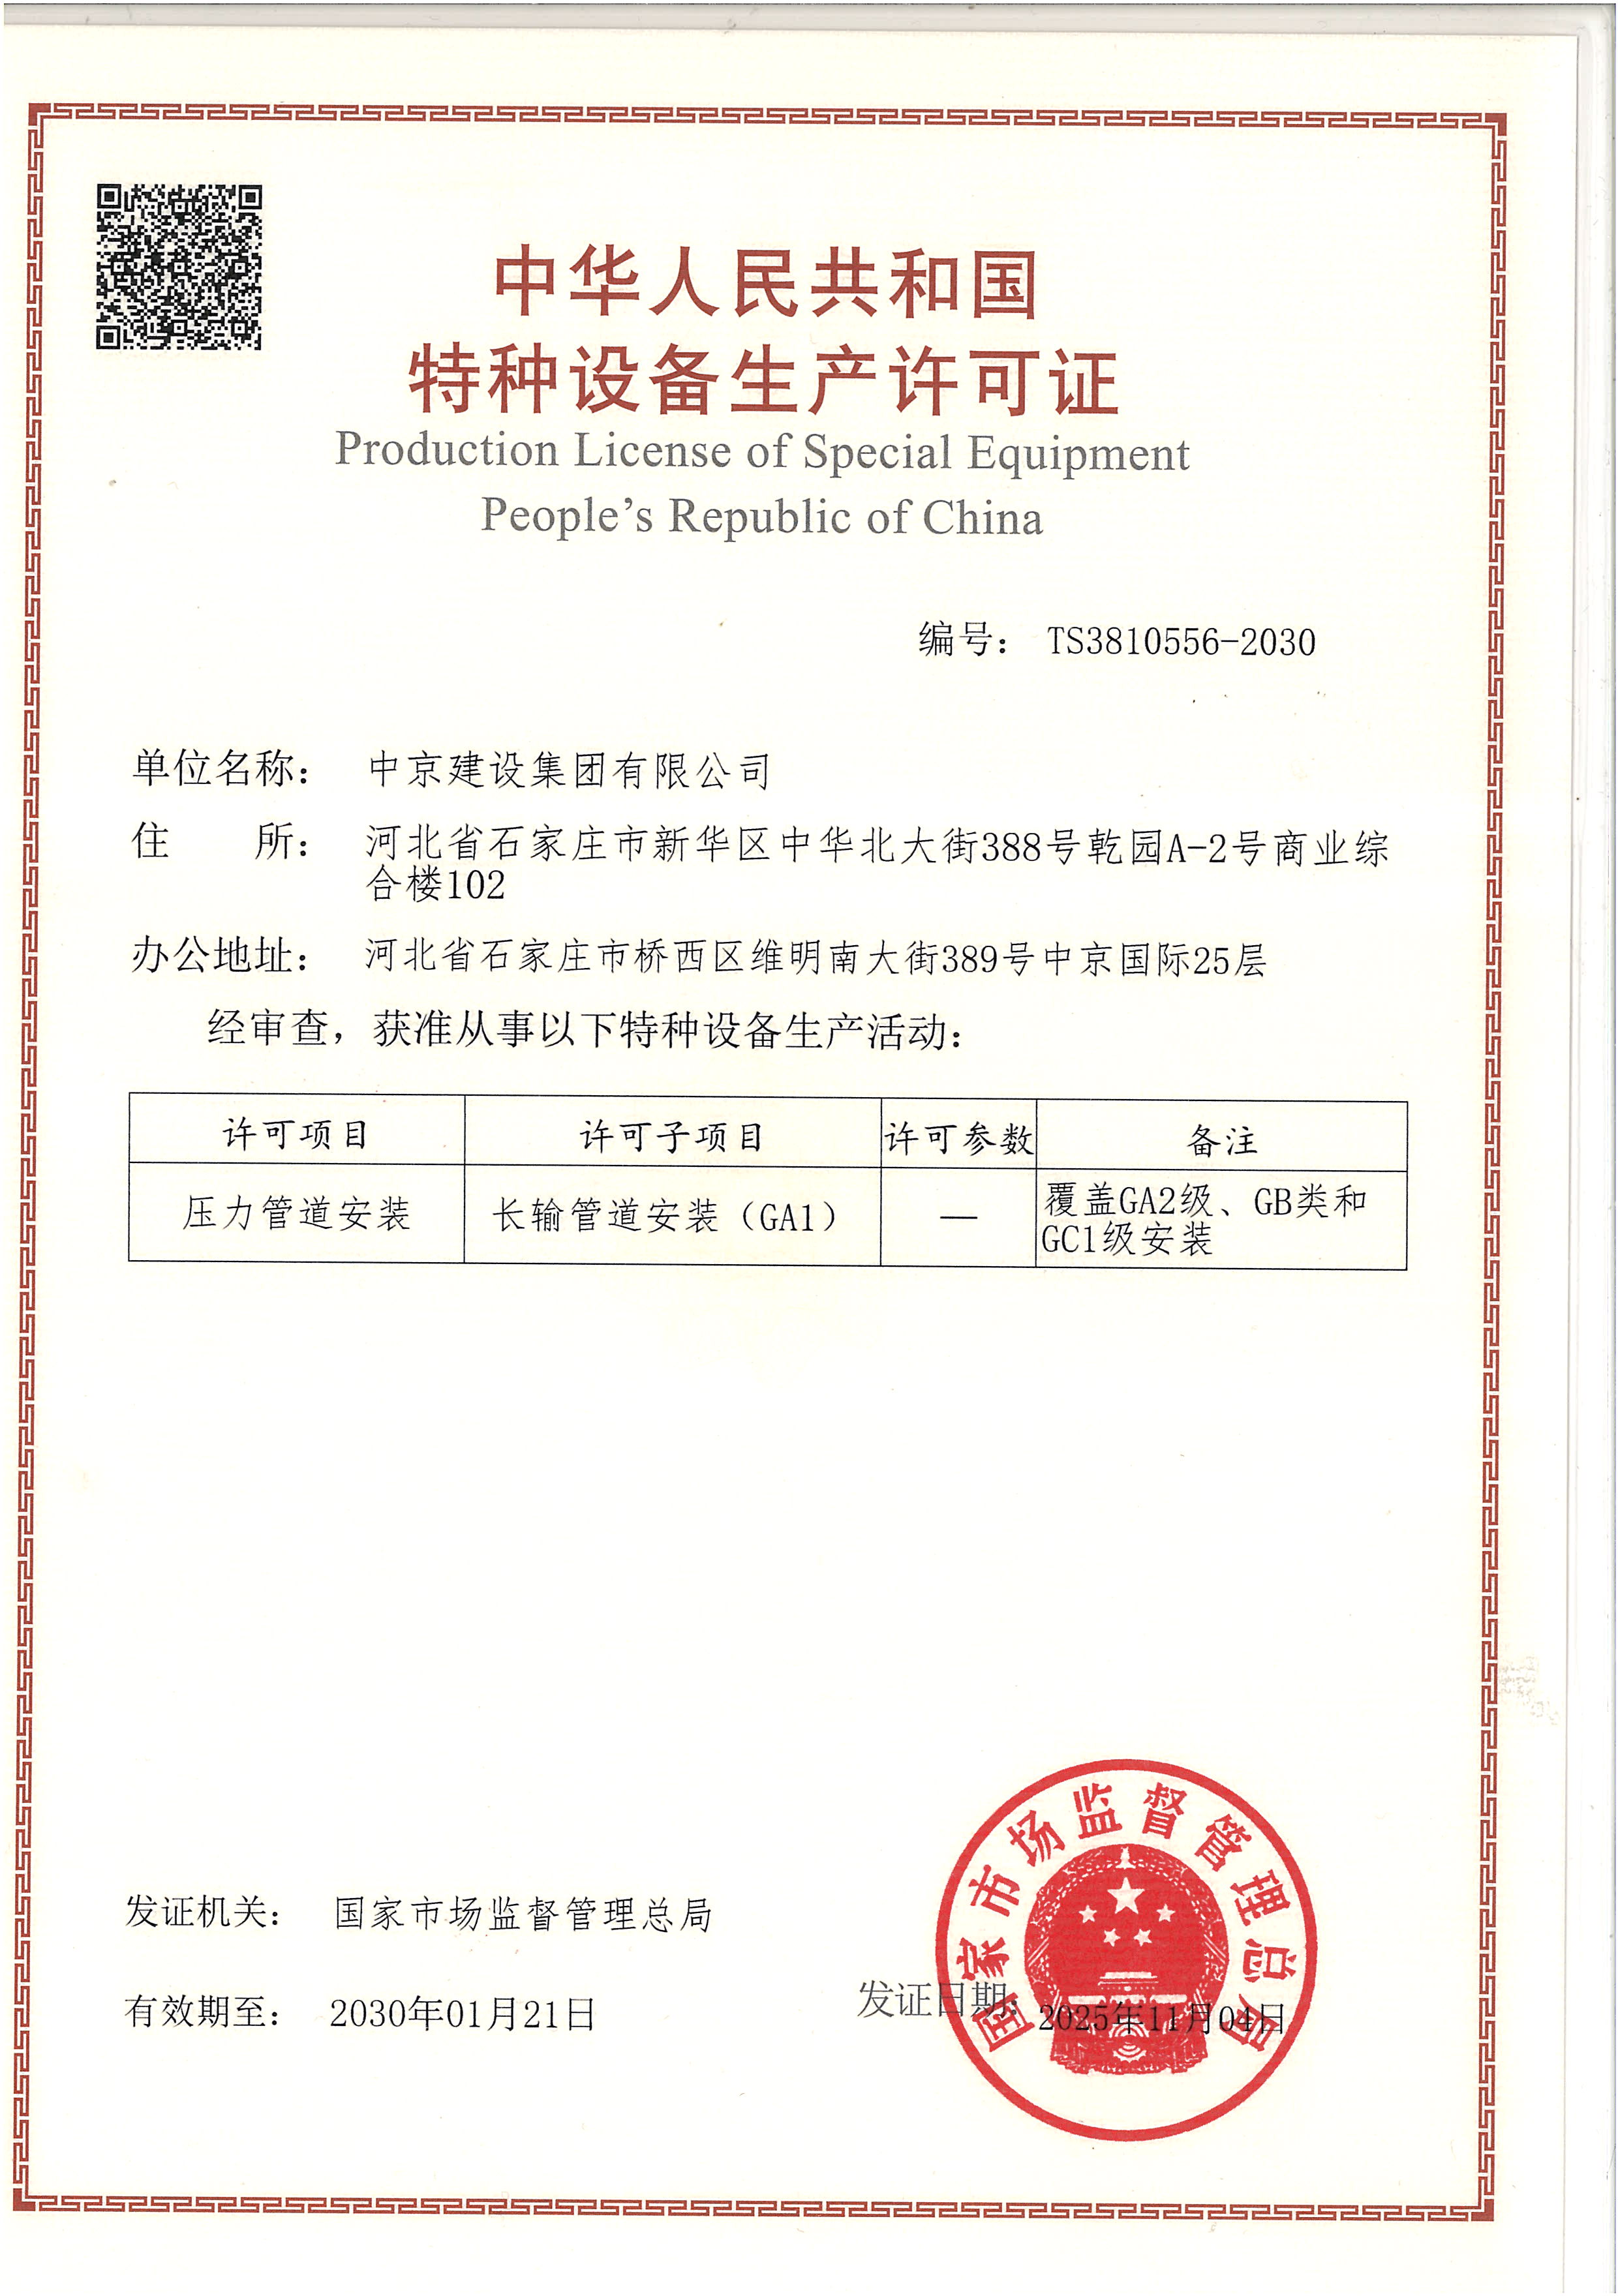 中华人民共和国
特种设备生产许可证
Production License of Special Equipment
People's Republic of China
编号： TS3810556-2030
单位名称： 中京建设集团有限公司
住　　所： 河北省石家庄市新华区中华北大街388号乾园A-2号商业综
合楼102
办公地址： 河北省石家庄市桥西区维明南大街389号中京国际25层
经审查，获准从事以下特种设备生产活动：
许可项目 许可子项目 许可参数 备注
压力管道安装 长输管道安装（GA1） — 覆盖GA2级、GB类和
GC1级安装
国家市场监督管理总局
发证机关： 国家市场监督管理总局
有效期至： 2030年01月21日 发证日期： 2025年11月04日